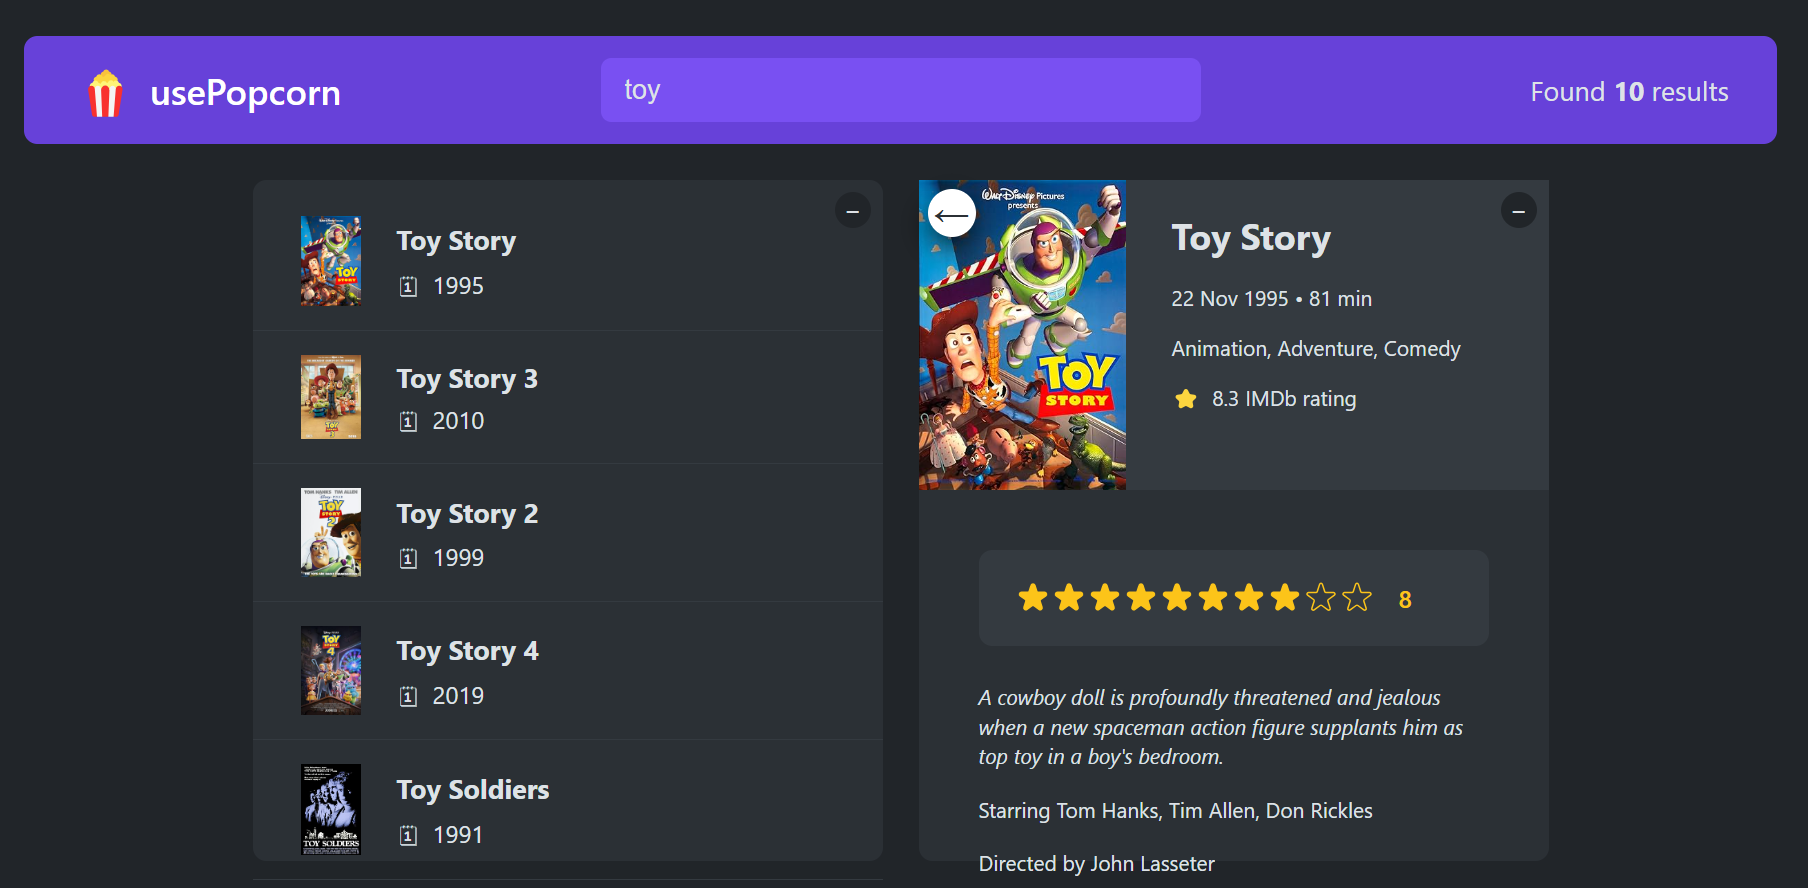 usePopcorn
toy
Found 10 results
Toy Story
1995
Toy Story 3
2010
Toy Story 2
1999
Toy Story 4
2019
TOY SOLDIERS
Toy Soldiers
1991
Walt Disney Pictures
presents
TOY
STORY
Toy Story
22 Nov 1995 • 81 min
Animation, Adventure, Comedy
8.3 IMDb rating
8
A cowboy doll is profoundly threatened and jealous
when a new spaceman action figure supplants him as
top toy in a boy's bedroom.
Starring Tom Hanks, Tim Allen, Don Rickles
Directed by John Lasseter